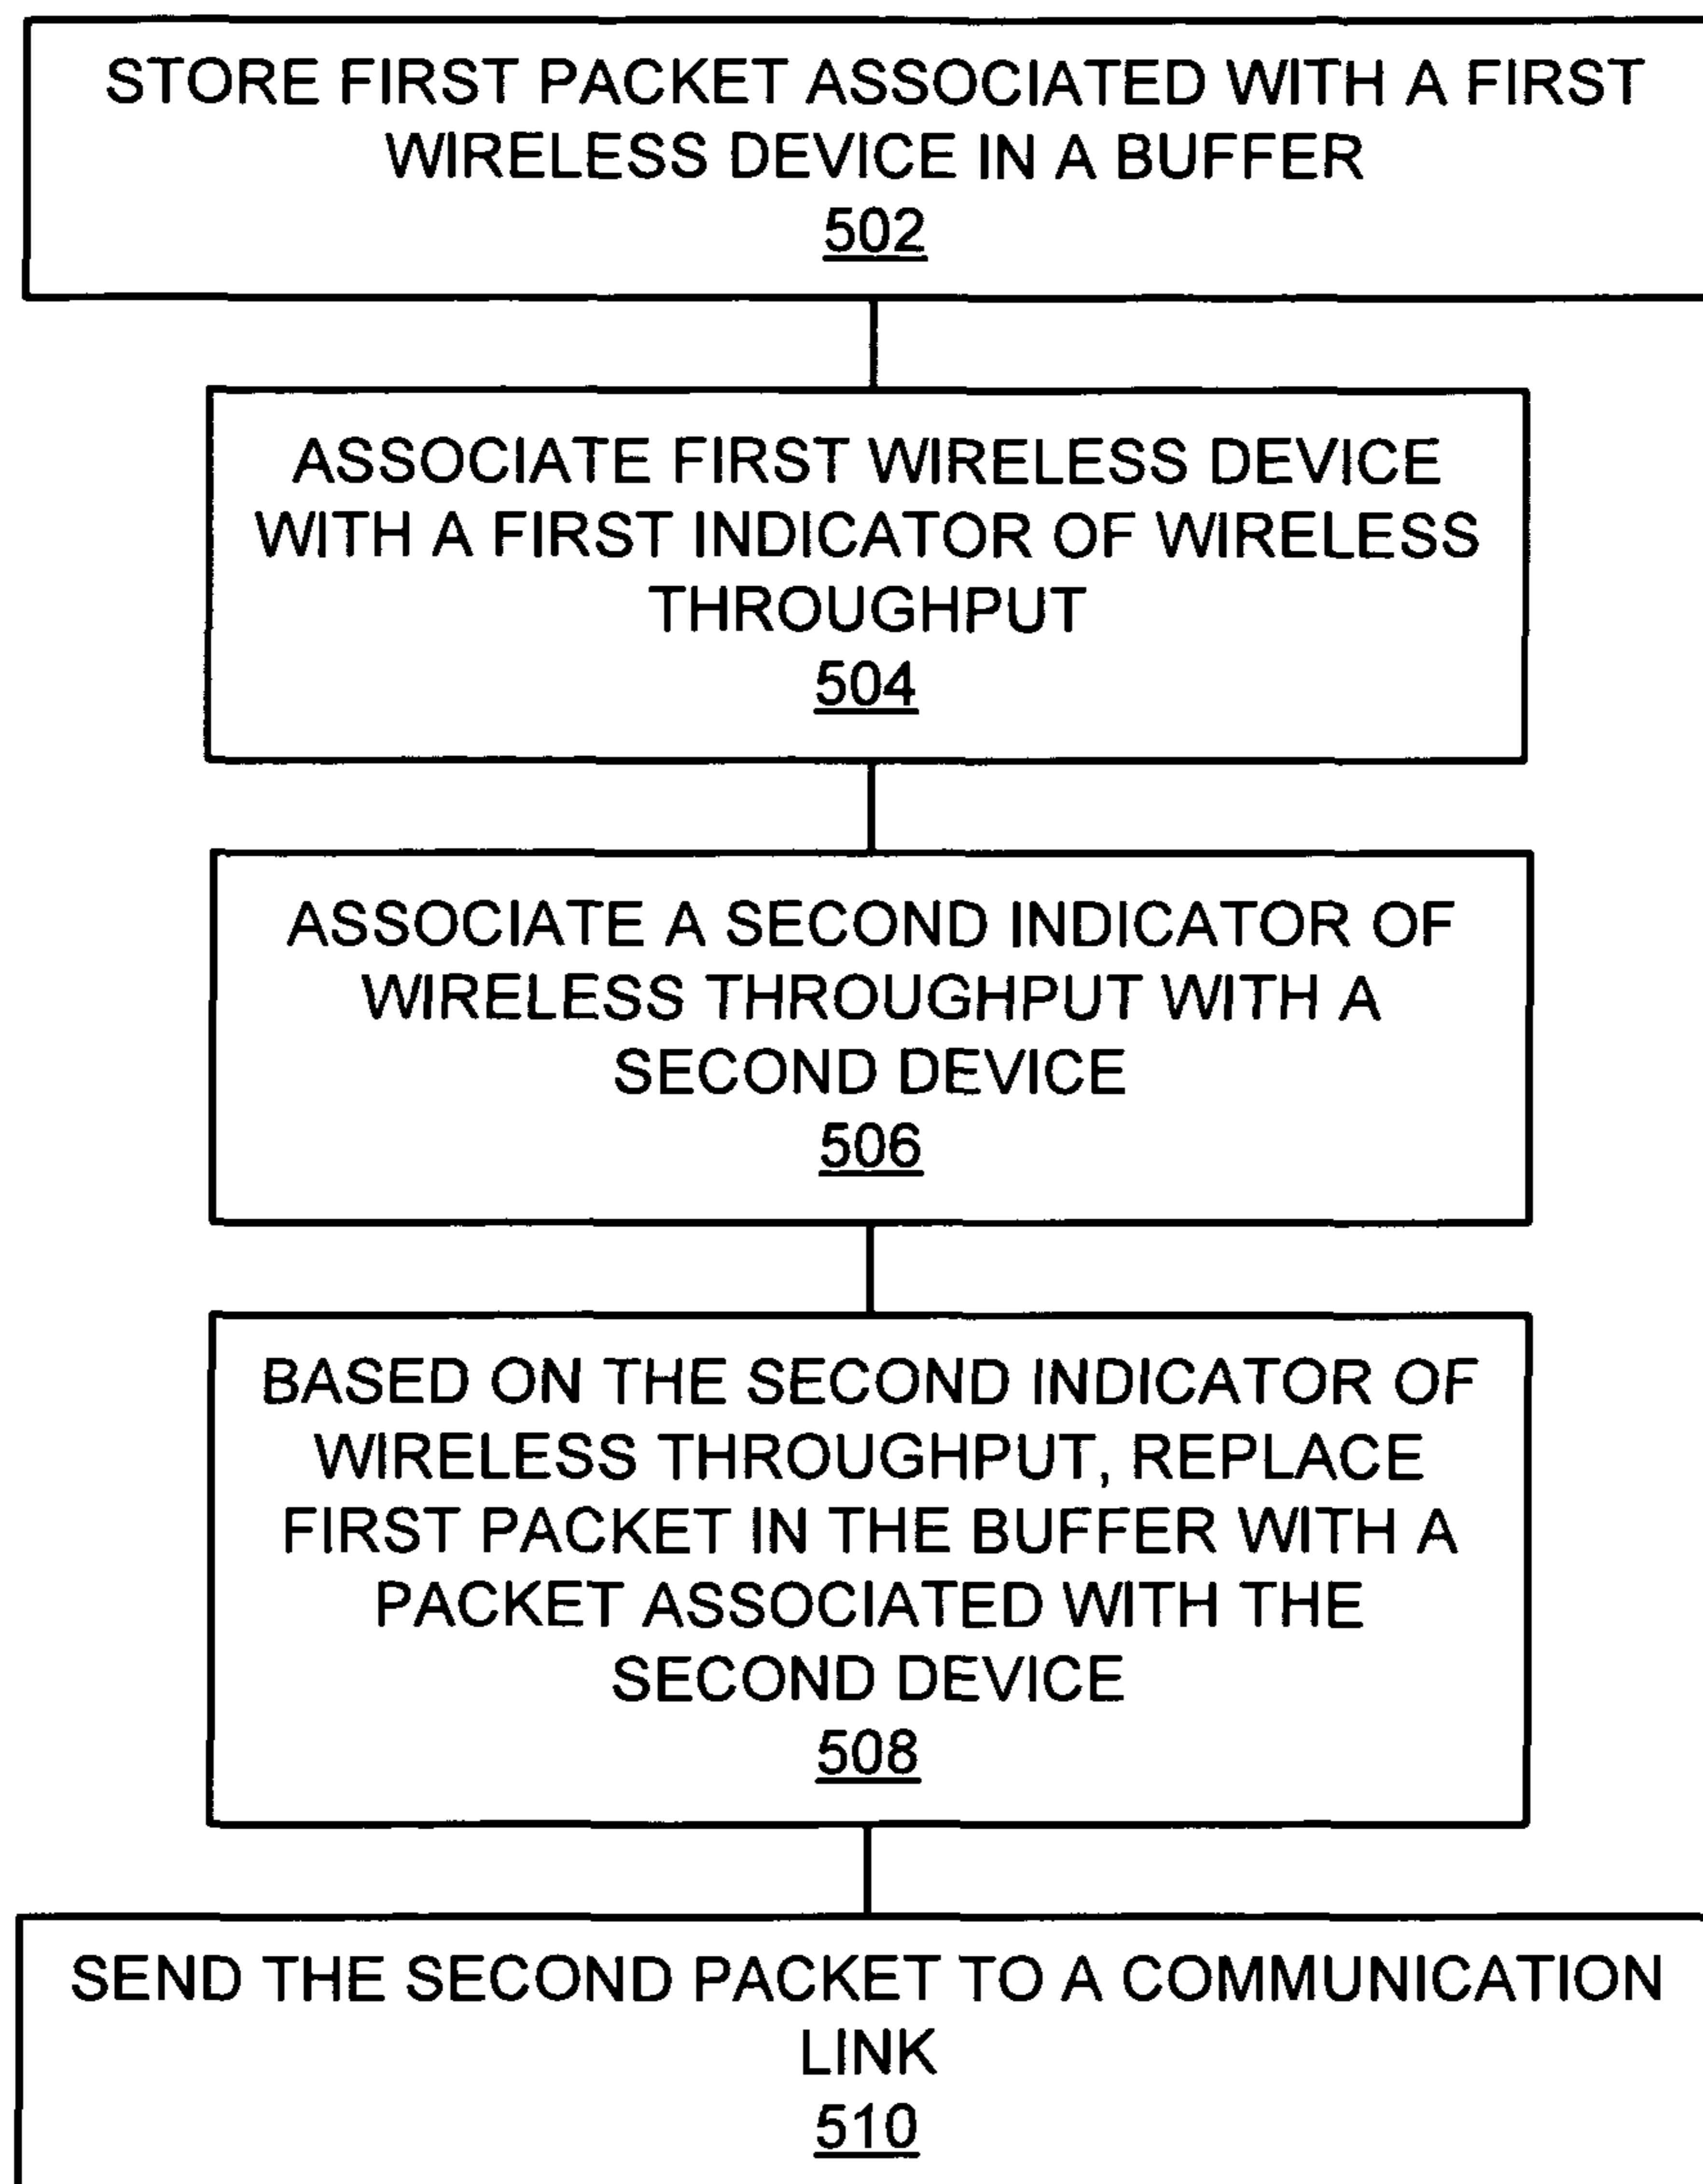 STORE FIRST PACKET ASSOCIATED WITH A FIRST
WIRELESS DEVICE IN A BUFFER
502
ASSOCIATE FIRST WIRELESS DEVICE
WITH A FIRST INDICATOR OF WIRELESS
THROUGHPUT
504
ASSOCIATE A SECOND INDICATOR OF
WIRELESS THROUGHPUT WITH A
SECOND DEVICE
506
BASED ON THE SECOND INDICATOR OF
WIRELESS THROUGHPUT, REPLACE
FIRST PACKET IN THE BUFFER WITH A
PACKET ASSOCIATED WITH THE
SECOND DEVICE
508
SEND THE SECOND PACKET TO A COMMUNICATION
LINK
510